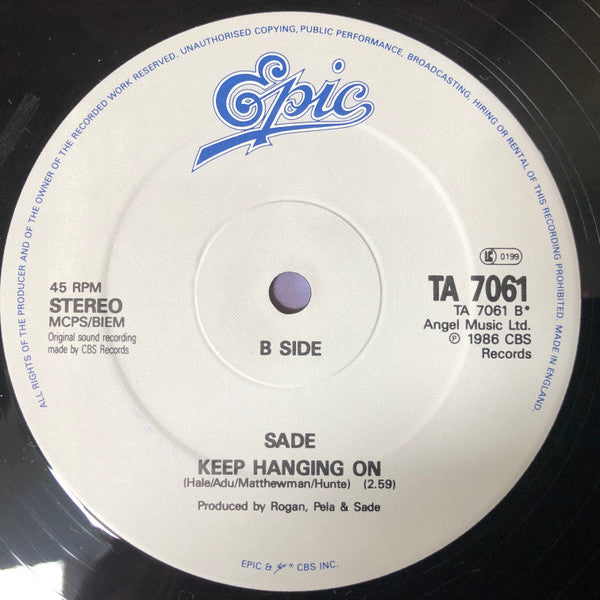 ALL RIGHTS OF THE PRODUCER AND OF THE OWNER OF THE RECORDED WORK RESERVED. UNAUTHORISED COPYING, PUBLIC PERFORMANCE, BROADCASTING, HIRING OR RENTAL OF THIS RECORDING PROHIBITED. MADE IN ENGLAND.
Epic
LC 0199
45 RPM
STEREO
MCPS/BIEM
Original sound recording
made by CBS Records
TA 7061
TA 7061 B*
Angel Music Ltd.
℗ 1986 CBS
Records
B SIDE
SADE
KEEP HANGING ON
(Hale/Adu/Matthewman/Hunte) (2.59)
Produced by Rogan, Pela & Sade
EPIC & ® CBS INC.